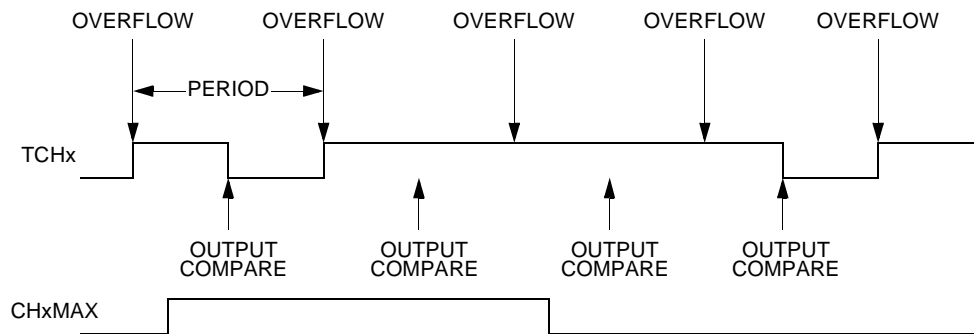 OVERFLOW OVERFLOW OVERFLOW OVERFLOW OVERFLOW
PERIOD
TCHx
OUTPUT OUTPUT OUTPUT OUTPUT
COMPARE COMPARE COMPARE COMPARE
CHxMAX